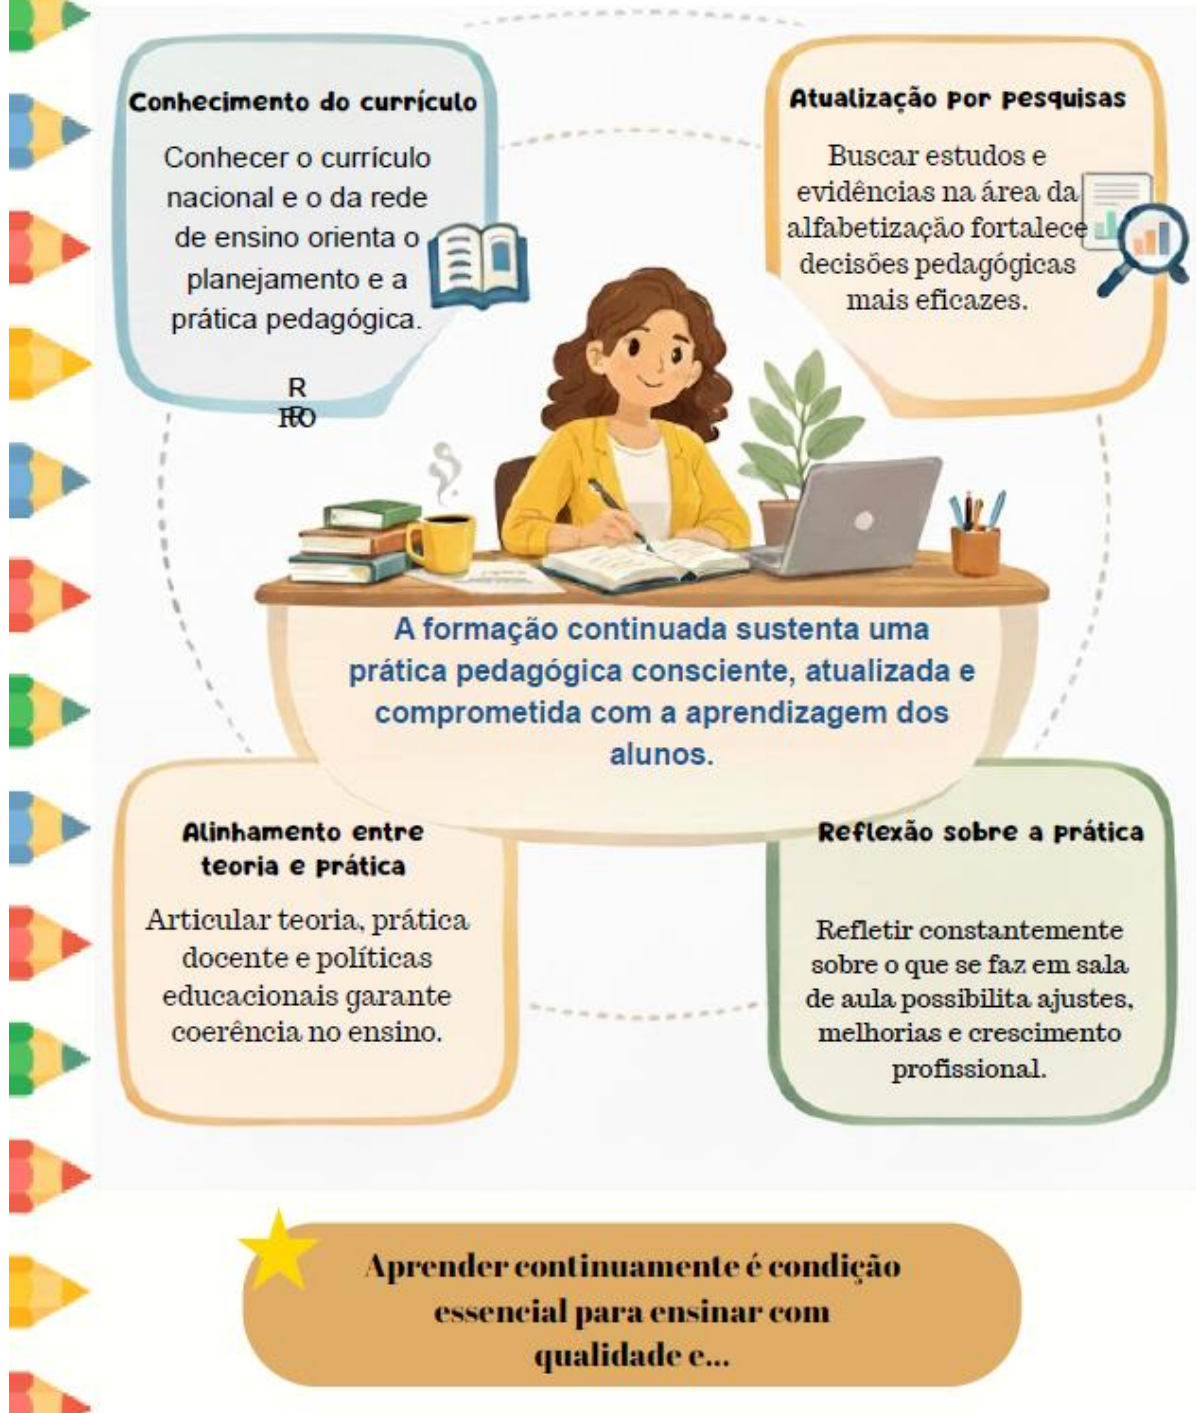 Conhecimento do currículo
Conhecer o currículo
nacional e o da rede
de ensino orienta o
planejamento e a
prática pedagógica.
R
Atualização por pesquisas
Buscar estudos e
evidências na área da
alfabetização fortalece
decisões pedagógicas
mais eficazes.
A formação continuada sustenta uma
prática pedagógica consciente, atualizada e
comprometida com a aprendizagem dos
alunos.
Alinhamento entre
teoria e prática
Articular teoria, prática
docente e políticas
educacionais garante
coerência no ensino.
Reflexão sobre a prática
Refletir constantemente
sobre o que se faz em sala
de aula possibilita ajustes,
melhorias e crescimento
profissional.
Aprender continuamente é condição
essencial para ensinar com
qualidade e...